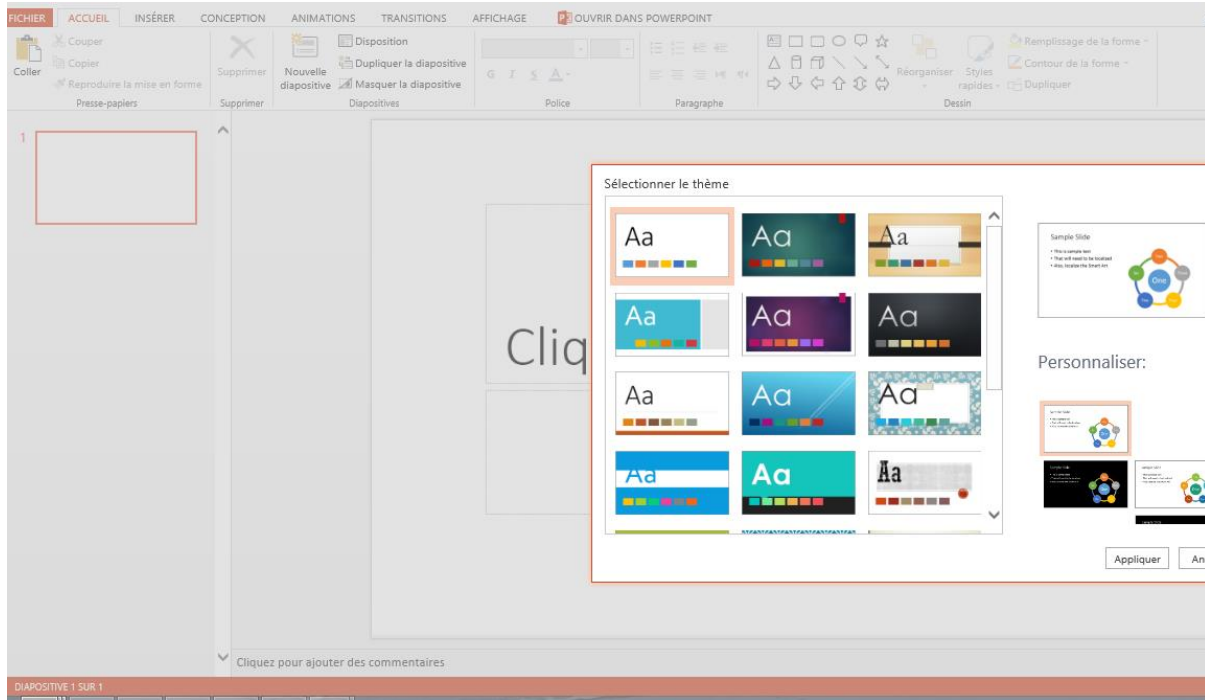 FICHIER ACCUEIL INSÉRER CONCEPTION ANIMATIONS TRANSITIONS AFFICHAGE OUVRIR DANS POWERPOINT
Coller
Couper
Copier
Reproduire la mise en forme
Presse-papiers
Supprimer
Supprimer
Nouvelle
diapositive
Disposition
Dupliquer la diapositive
Masquer la diapositive
Diapositives
G I S A
Police
Paragraphe
Réorganiser
Styles
rapides
Remplissage de la forme
Contour de la forme
Dupliquer
Dessin
1
Cliq
Sélectionner le thème
Aa Aa Aa
Aa Aa Aa
Aa Aa Aa
Aa Aa Aa
Sample Slide
• This is sample text
• That will need to be localized
• Also, localize the Smart Art
One
Personnaliser:
Appliquer An
Cliquez pour ajouter des commentaires
DIAPOSITIVE 1 SUR 1